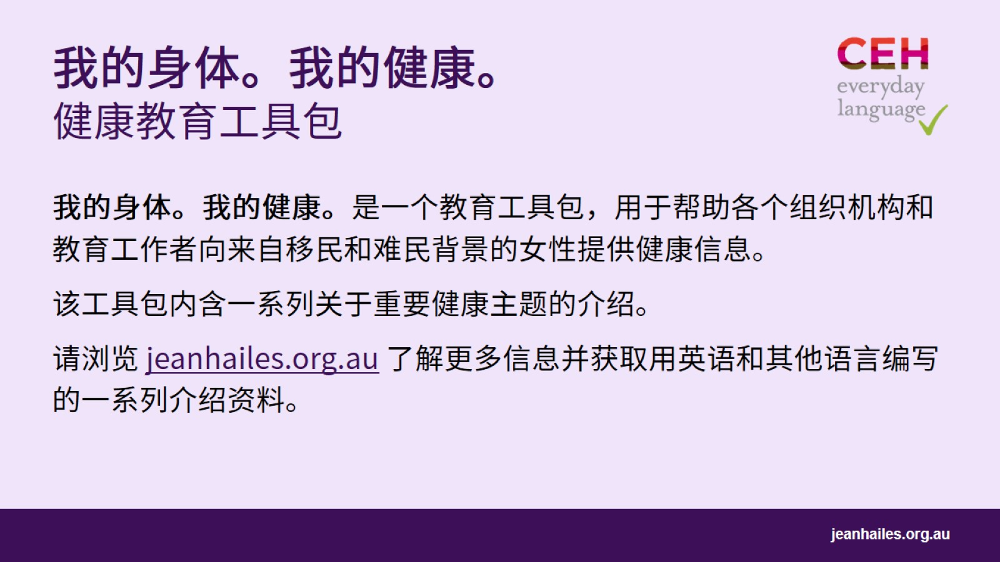 我的身体。我的健康。
健康教育工具包
CEH
everyday
language
我的身体。我的健康。是一个教育工具包，用于帮助各个组织机构和
教育工作者向来自移民和难民背景的女性提供健康信息。
该工具包内含一系列关于重要健康主题的介绍。
请浏览 jeanhailes.org.au 了解更多信息并获取用英语和其他语言编写
的一系列介绍资料。
jeanhailes.org.au